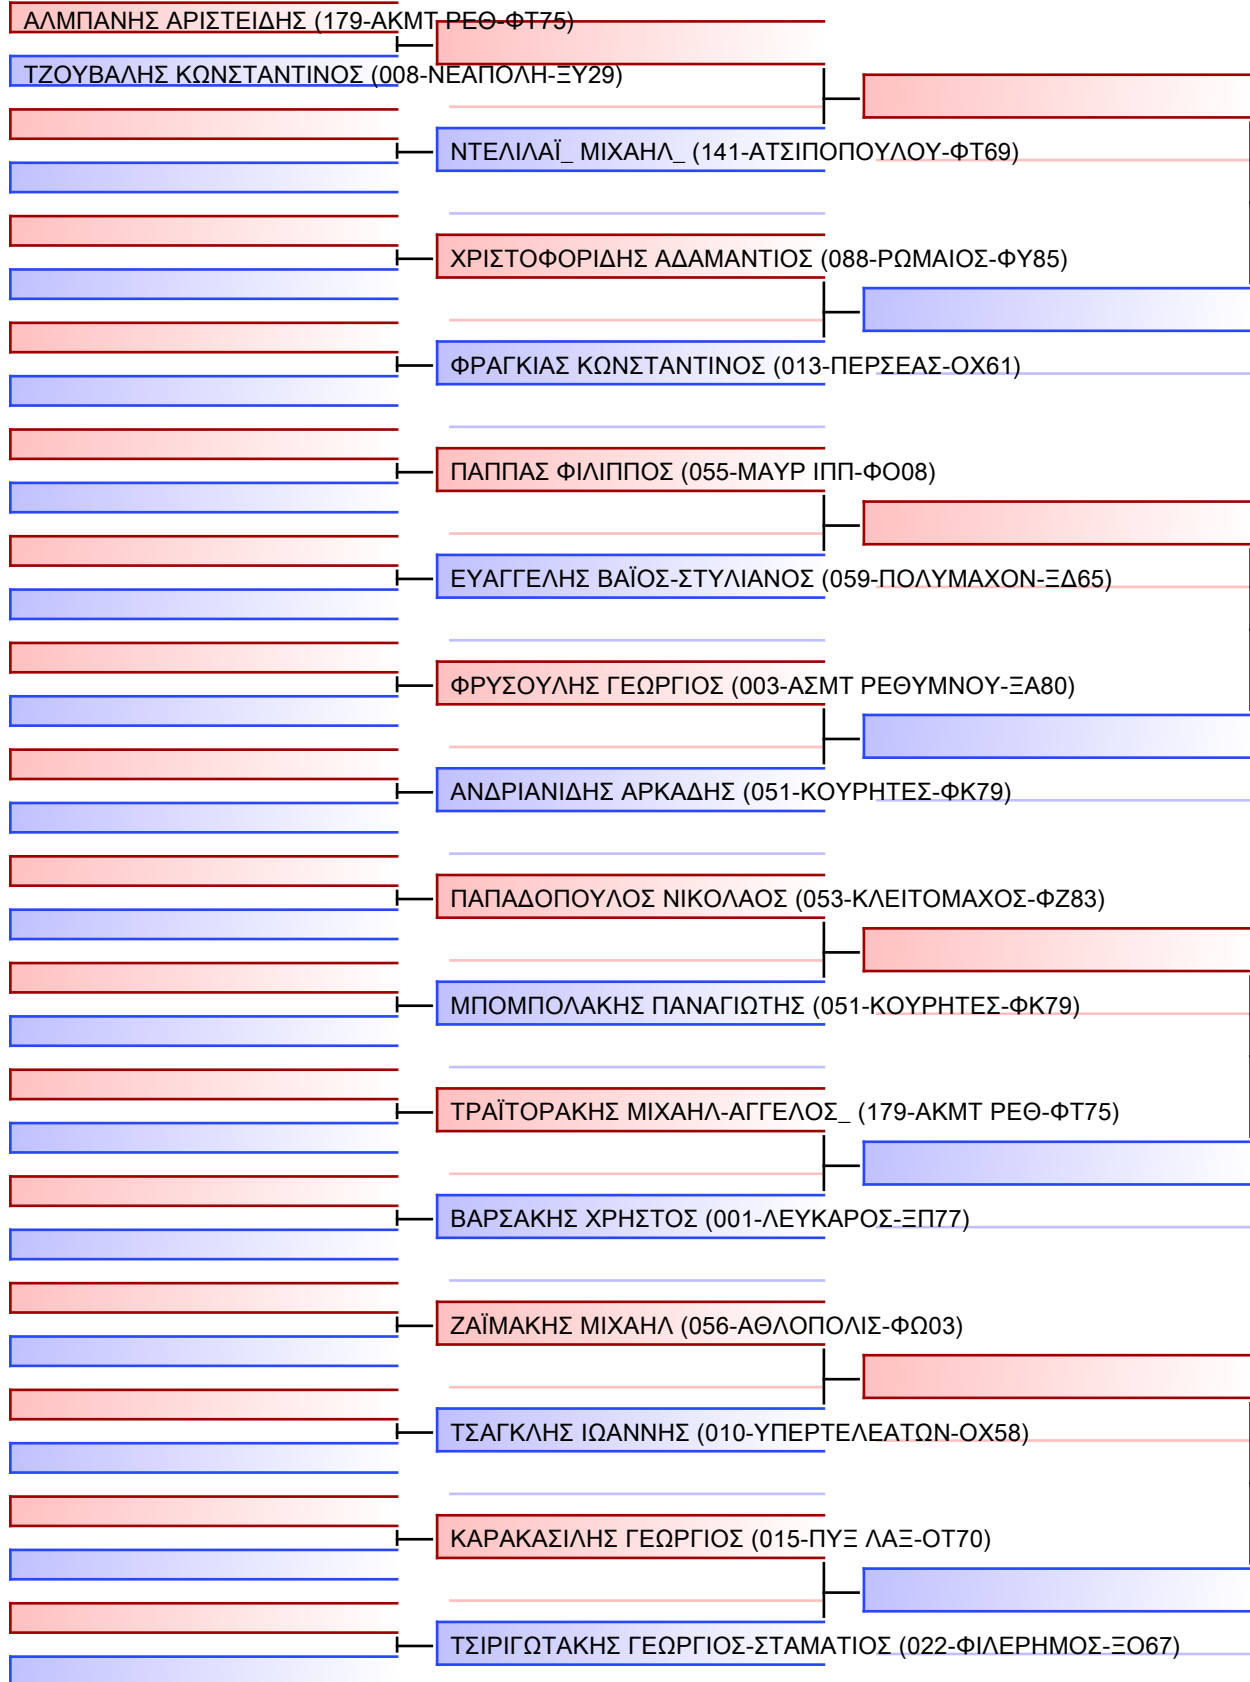 ΑΛΜΠΑΝΗΣ ΑΡΙΣΤΕΙΔΗΣ (179-ΑΚΜΤ ΡΕΘ-ΦΤ75)
ΤΖΟΥΒΑΛΗΣ ΚΩΝΣΤΑΝΤΙΝΟΣ (008-ΝΕΑΠΟΛΗ-ΞΥ29)
ΝΤΕΛΙΛΑΪ_ ΜΙΧΑΗΛ_ (141-ΑΤΣΙΠΟΠΟΥΛΟΥ-ΦΤ69)
ΧΡΙΣΤΟΦΟΡΙΔΗΣ ΑΔΑΜΑΝΤΙΟΣ (088-ΡΩΜΑΙΟΣ-ΦΥ85)
ΦΡΑΓΚΙΑΣ ΚΩΝΣΤΑΝΤΙΝΟΣ (013-ΠΕΡΣΕΑΣ-ΟΧ61)
ΠΑΠΠΑΣ ΦΙΛΙΠΠΟΣ (055-ΜΑΥΡ ΙΠΠ-ΦΟ08)
ΕΥΑΓΓΕΛΗΣ ΒΑΪΟΣ-ΣΤΥΛΙΑΝΟΣ (059-ΠΟΛΥΜΑΧΟΝ-ΞΔ65)
ΦΡΥΣΟΥΛΗΣ ΓΕΩΡΓΙΟΣ (003-ΑΣΜΤ ΡΕΘΥΜΝΟΥ-ΞΑ80)
ΑΝΔΡΙΑΝΙΔΗΣ ΑΡΚΑΔΗΣ (051-ΚΟΥΡΗΤΕΣ-ΦΚ79)
ΠΑΠΑΔΟΠΟΥΛΟΣ ΝΙΚΟΛΑΟΣ (053-ΚΛΕΙΤΟΜΑΧΟΣ-ΦΖ83)
ΜΠΟΜΠΟΛΑΚΗΣ ΠΑΝΑΓΙΩΤΗΣ (051-ΚΟΥΡΗΤΕΣ-ΦΚ79)
ΤΡΑΪΤΟΡΑΚΗΣ ΜΙΧΑΗΛ-ΑΓΓΕΛΟΣ_ (179-ΑΚΜΤ ΡΕΘ-ΦΤ75)
ΒΑΡΣΑΚΗΣ ΧΡΗΣΤΟΣ (001-ΛΕΥΚΑΡΟΣ-ΞΠ77)
ΖΑΪΜΑΚΗΣ ΜΙΧΑΗΛ (056-ΑΘΛΟΠΟΛΙΣ-ΦΩ03)
ΤΣΑΓΚΛΗΣ ΙΩΑΝΝΗΣ (010-ΥΠΕΡΤΕΛΕΑΤΩΝ-ΟΧ58)
ΚΑΡΑΚΑΣΙΛΗΣ ΓΕΩΡΓΙΟΣ (015-ΠΥΞ ΛΑΞ-ΟΤ70)
ΤΣΙΡΙΓΩΤΑΚΗΣ ΓΕΩΡΓΙΟΣ-ΣΤΑΜΑΤΙΟΣ (022-ΦΙΛΕΡΗΜΟΣ-ΞΟ67)